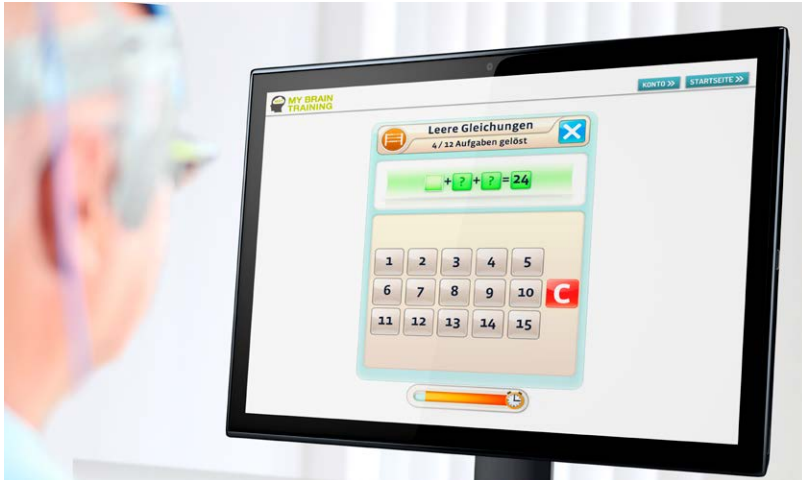 MY BRAIN
TRAINING
KONTO >> STARTSEITE >>
Leere Gleichungen
4 / 12 Aufgaben gelöst
+ ? + ? = 24
1 2 3 4 5
6 7 8 9 10 C
11 12 13 14 15